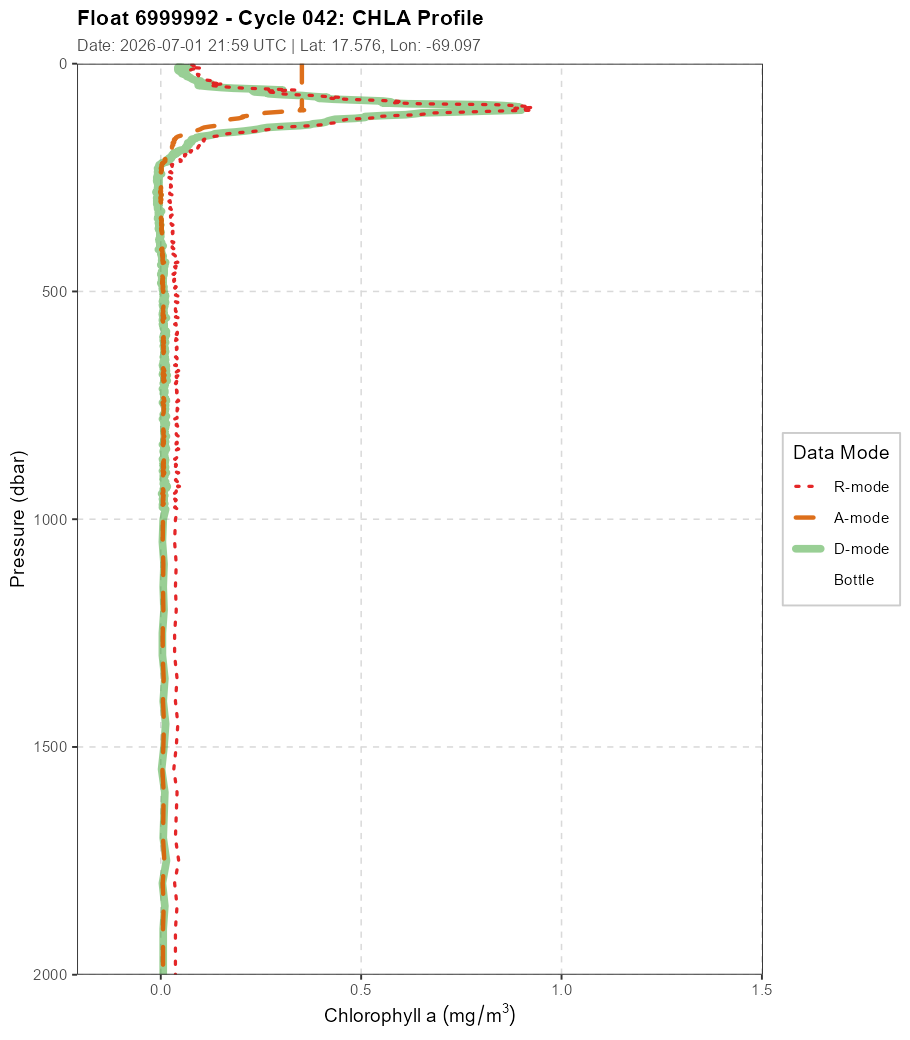 Float 6999992 - Cycle 042: CHLA Profile
Date: 2026-07-01 21:59 UTC | Lat: 17.576, Lon: -69.097
0
500
1000
1500
2000
Pressure (dbar)
0.0 0.5 1.0 1.5
Chlorophyll a (mg/m³)
Data Mode
R-mode
A-mode
D-mode
Bottle